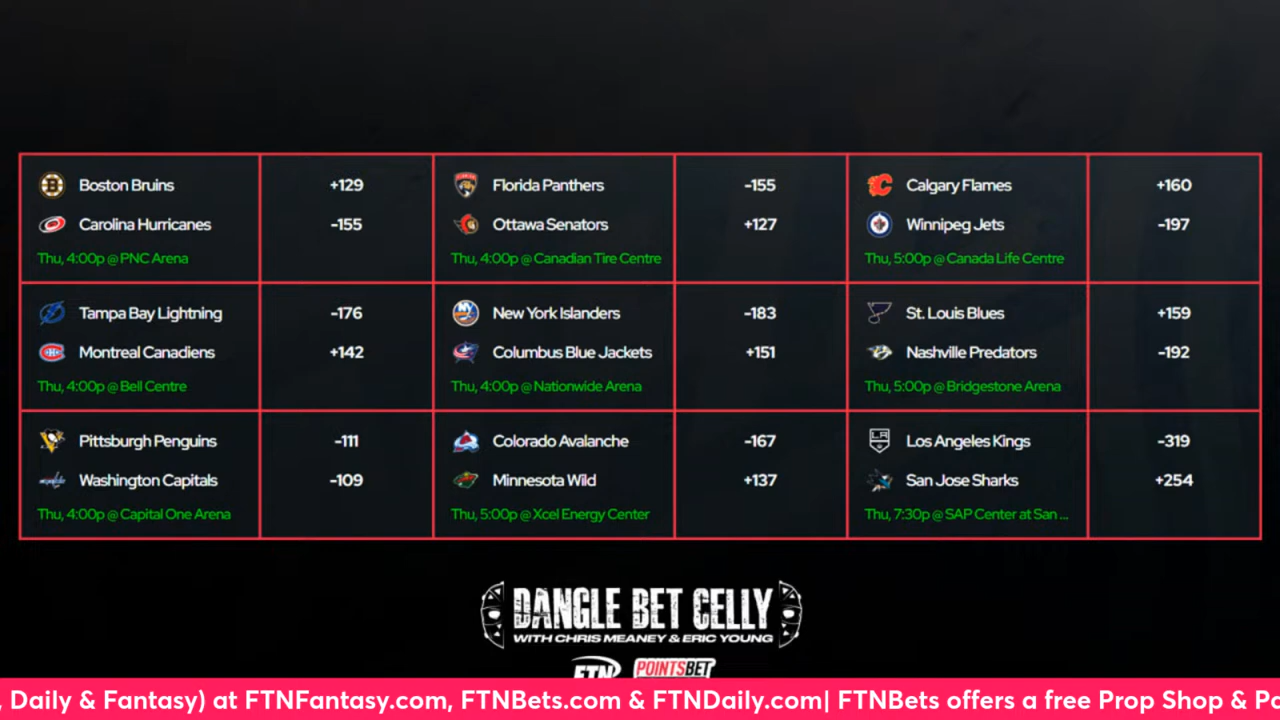 Boston Bruins +129
Carolina Hurricanes -155
Thu, 4:00p @ PNC Arena
Florida Panthers -155
Ottawa Senators +127
Thu, 4:00p @ Canadian Tire Centre
Calgary Flames +160
Winnipeg Jets -197
Thu, 5:00p @ Canada Life Centre
Tampa Bay Lightning -176
Montreal Canadiens +142
Thu, 4:00p @ Bell Centre
New York Islanders -183
Columbus Blue Jackets +151
Thu, 4:00p @ Nationwide Arena
St. Louis Blues +159
Nashville Predators -192
Thu, 5:00p @ Bridgestone Arena
Pittsburgh Penguins -111
Washington Capitals -109
Thu, 4:00p @ Capital One Arena
Colorado Avalanche -167
Minnesota Wild +137
Thu, 5:00p @ Xcel Energy Center
Los Angeles Kings -319
San Jose Sharks +254
Thu, 7:30p @ SAP Center at San ...
DANGLE BET CELLY
WITH CHRIS MEANEY & ERIC YOUNG
FTN POINTSBET
, Daily & Fantasy) at FTNFantasy.com, FTNBets.com & FTNDaily.com| FTNBets offers a free Prop Shop &